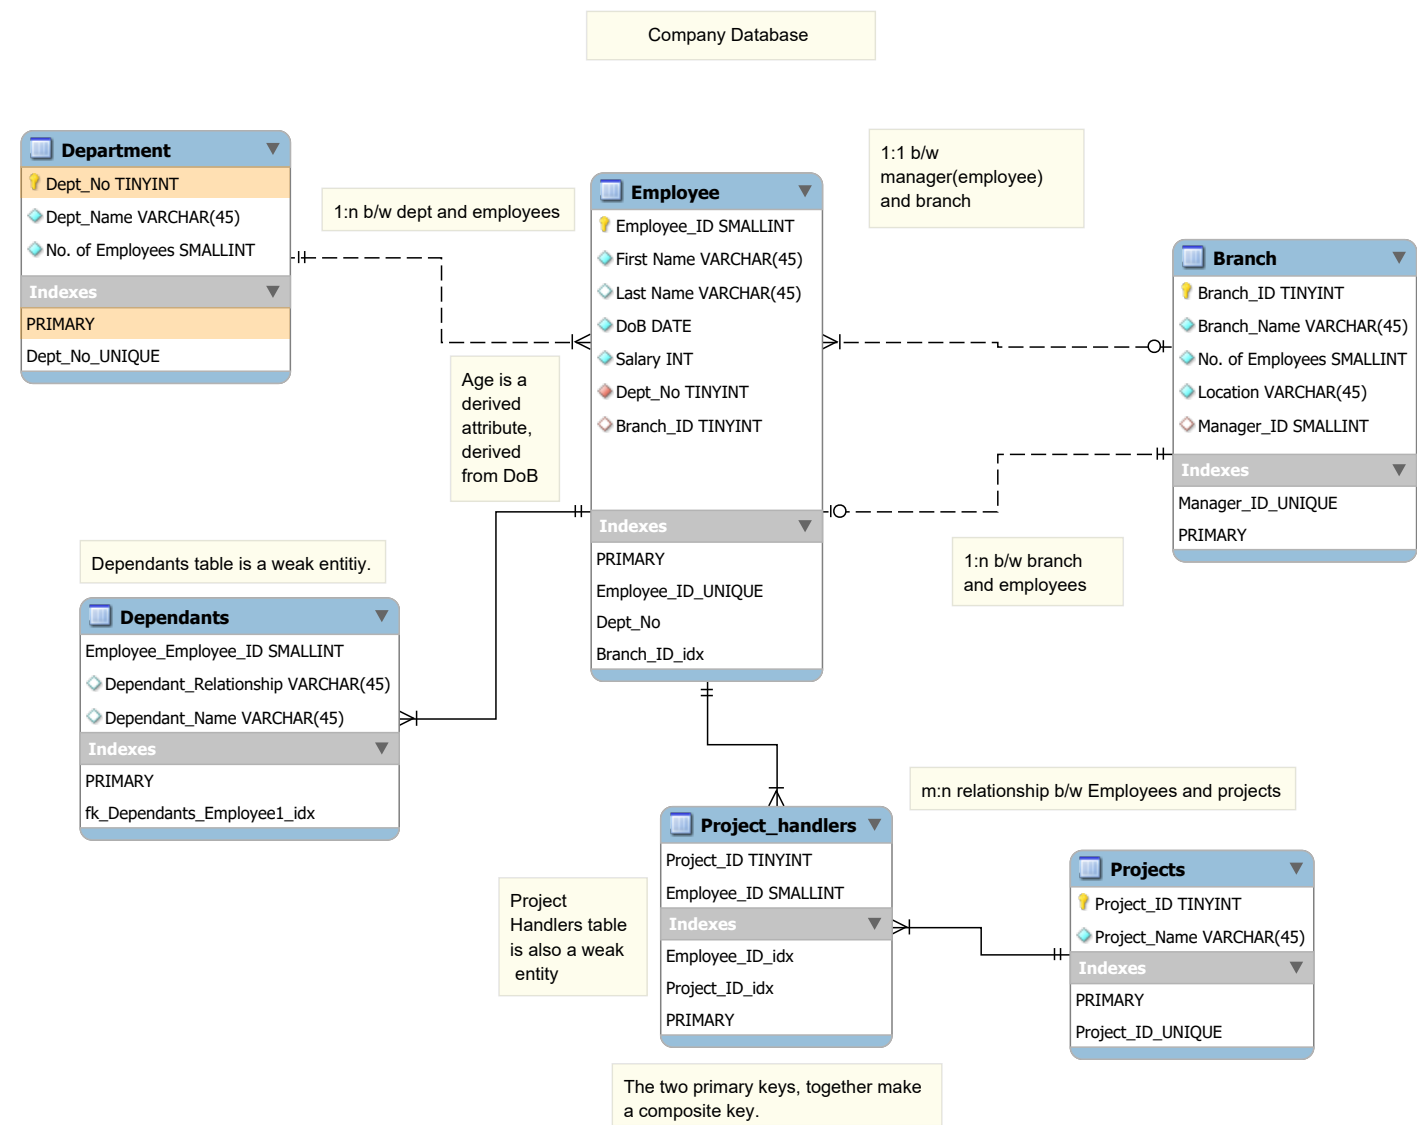 Company Database
Department
Dept_No TINYINT
Dept_Name VARCHAR(45)
No. of Employees SMALLINT
Indexes
PRIMARY
Dept_No_UNIQUE
1:n b/w dept and employees
Employee
Employee_ID SMALLINT
First Name VARCHAR(45)
Last Name VARCHAR(45)
DoB DATE
Salary INT
Dept_No TINYINT
Branch_ID TINYINT
Indexes
PRIMARY
Employee_ID_UNIQUE
Dept_No
Branch_ID_idx
1:1 b/w
manager(employee)
and branch
Branch
Branch_ID TINYINT
Branch_Name VARCHAR(45)
No. of Employees SMALLINT
Location VARCHAR(45)
Manager_ID SMALLINT
Indexes
Manager_ID_UNIQUE
PRIMARY
Age is a
derived
attribute,
derived
from DoB
1:n b/w branch
and employees
Dependants table is a weak entitiy.
Dependants
Employee_Employee_ID SMALLINT
Dependant_Relationship VARCHAR(45)
Dependant_Name VARCHAR(45)
Indexes
PRIMARY
fk_Dependants_Employee1_idx
m:n relationship b/w Employees and projects
Project_handlers
Project_ID TINYINT
Employee_ID SMALLINT
Indexes
Employee_ID_idx
Project_ID_idx
PRIMARY
Project
Handlers table
is also a weak
entity
Projects
Project_ID TINYINT
Project_Name VARCHAR(45)
Indexes
PRIMARY
Project_ID_UNIQUE
The two primary keys, together make
a composite key.